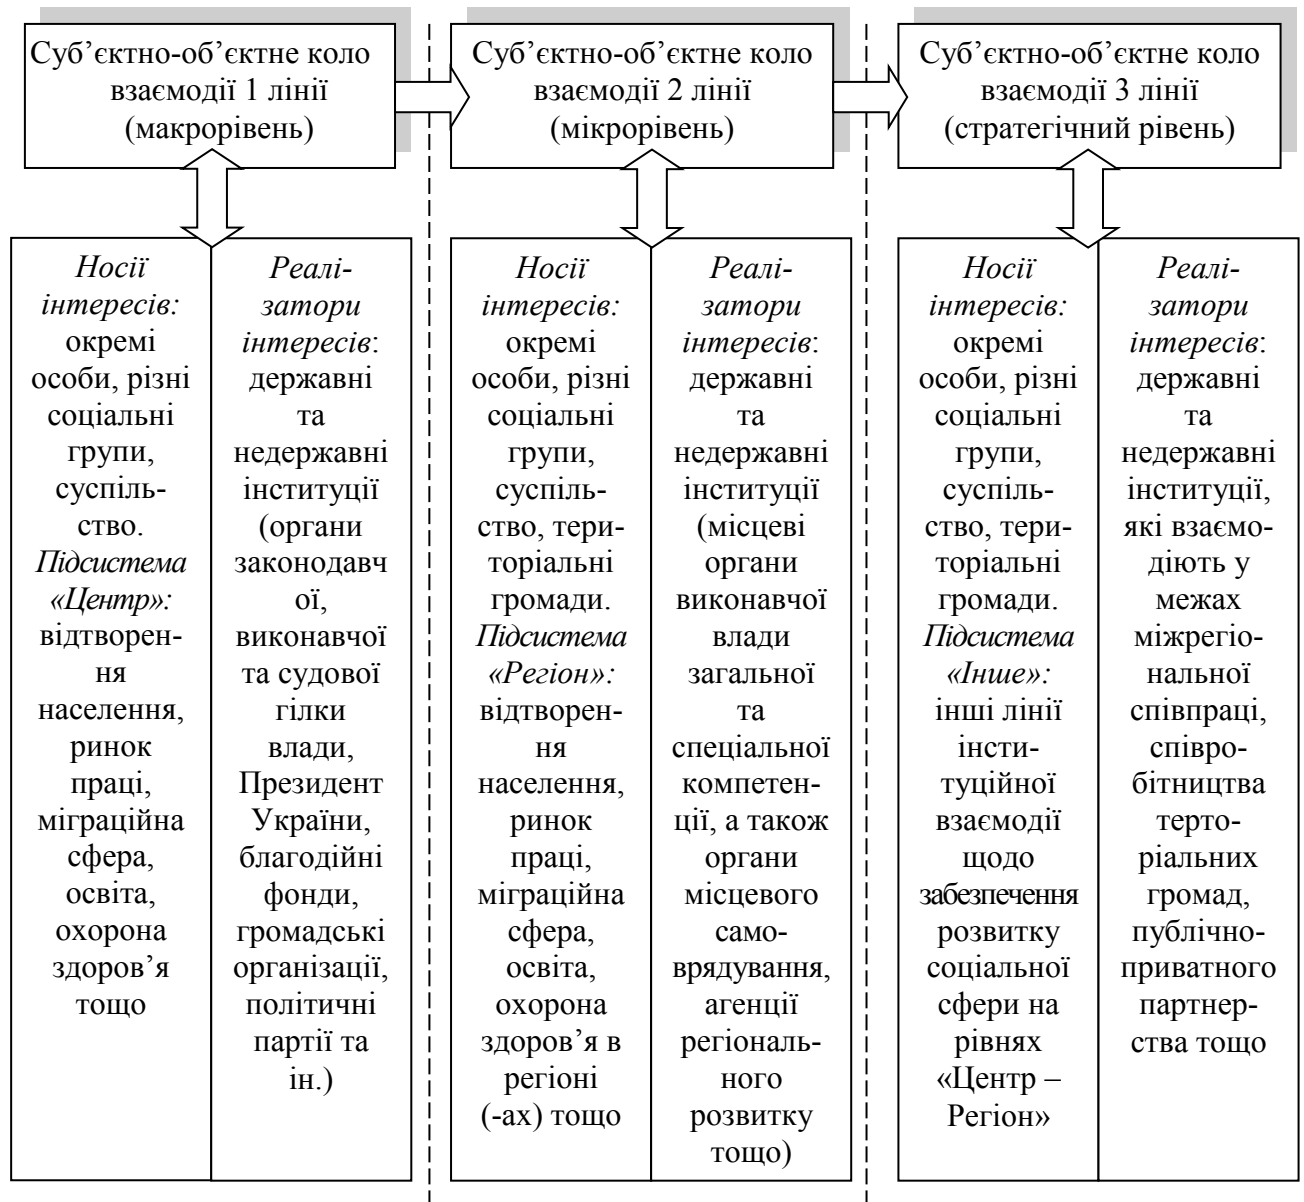 Суб’єктно-об’єктне коло
взаємодії 1 лінії
(макрорівень)
Суб’єктно-об’єктне коло
взаємодії 2 лінії
(мікрорівень)
Суб’єктно-об’єктне коло
взаємодії 3 лінії
(стратегічний рівень)
Носії
інтересів:
окремі
особи, різні
соціальні
групи,
суспіль-
ство.
Підсистема
«Центр»:
відтворен-
ня
населення,
ринок
праці,
міграційна
сфера,
освіта,
охорона
здоров’я
тощо
Реалі-
затори
інтересів:
державні
та
недержавні
інституції
(органи
законодавч
ої,
виконавчої
та судової
гілки
влади,
Президент
України,
благодійні
фонди,
громадські
організації,
політичні
партії та
ін.)
Носії
інтересів:
окремі
особи, різні
соціальні
групи,
суспіль-
ство, тери-
торіальні
громади.
Підсистема
«Регіон»:
відтворен-
ня
населення,
ринок
праці,
міграційна
сфера,
освіта,
охорона
здоров’я в
регіоні
(-ах) тощо
Реалі-
затори
інтересів:
державні
та
недержавні
інституції
(місцеві
органи
виконавчої
влади
загальної
та
спеціальної
компетен-
ції, а також
органи
місцевого
само-
врядування,
агенції
регіональ-
ного
розвитку
тощо)
Носії
інтересів:
окремі
особи, різні
соціальні
групи,
суспіль-
ство, тери-
торіальні
громади.
Підсистема
«Інше»:
інші лінії
інсти-
туційної
взаємодії
щодо
забезпечення
розвитку
соціальної
сфери на
рівнях
«Центр –
Регіон»
Реалі-
затори
інтересів:
державні
та
недержавні
інституції,
які взаємо-
діють у
межах
міжрегіо-
нальної
співпраці,
співро-
бітництва
терто-
ріальних
громад,
публічно-
приватного
партнер-
ства тощо